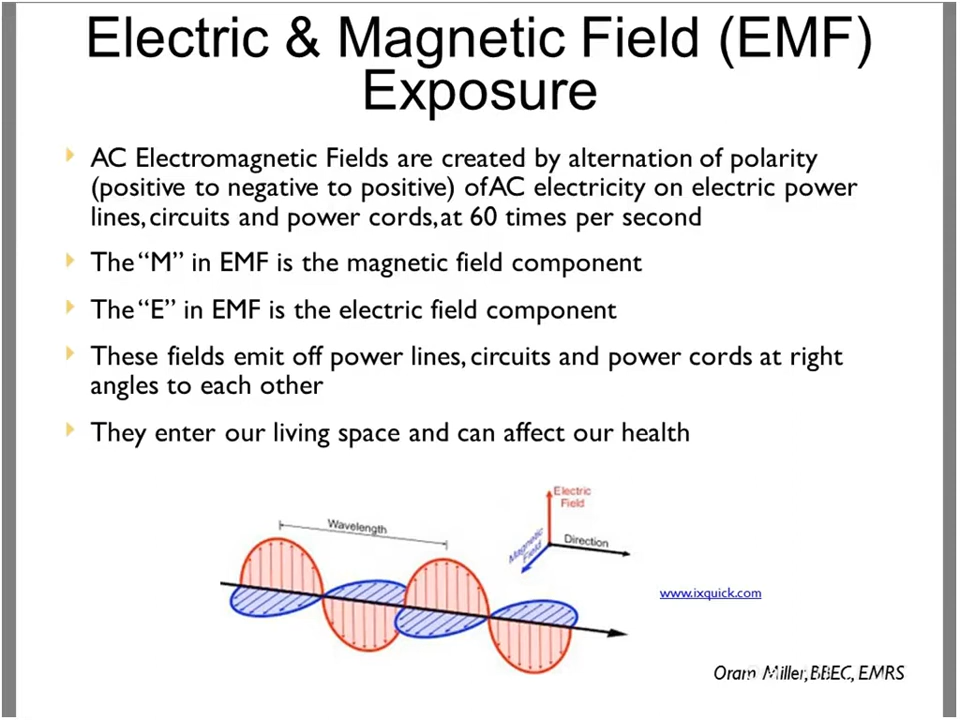 Electric & Magnetic Field (EMF)
Exposure
AC Electromagnetic Fields are created by alternation of polarity
(positive to negative to positive) of AC electricity on electric power
lines, circuits and power cords, at 60 times per second
The “M” in EMF is the magnetic field component
The “E” in EMF is the electric field component
These fields emit off power lines, circuits and power cords at right
angles to each other
They enter our living space and can affect our health
Electric
Field
Wavelength
Magnetic
Field
Direction
www.ixquick.com
Oram Miller, BBEC, EMRS